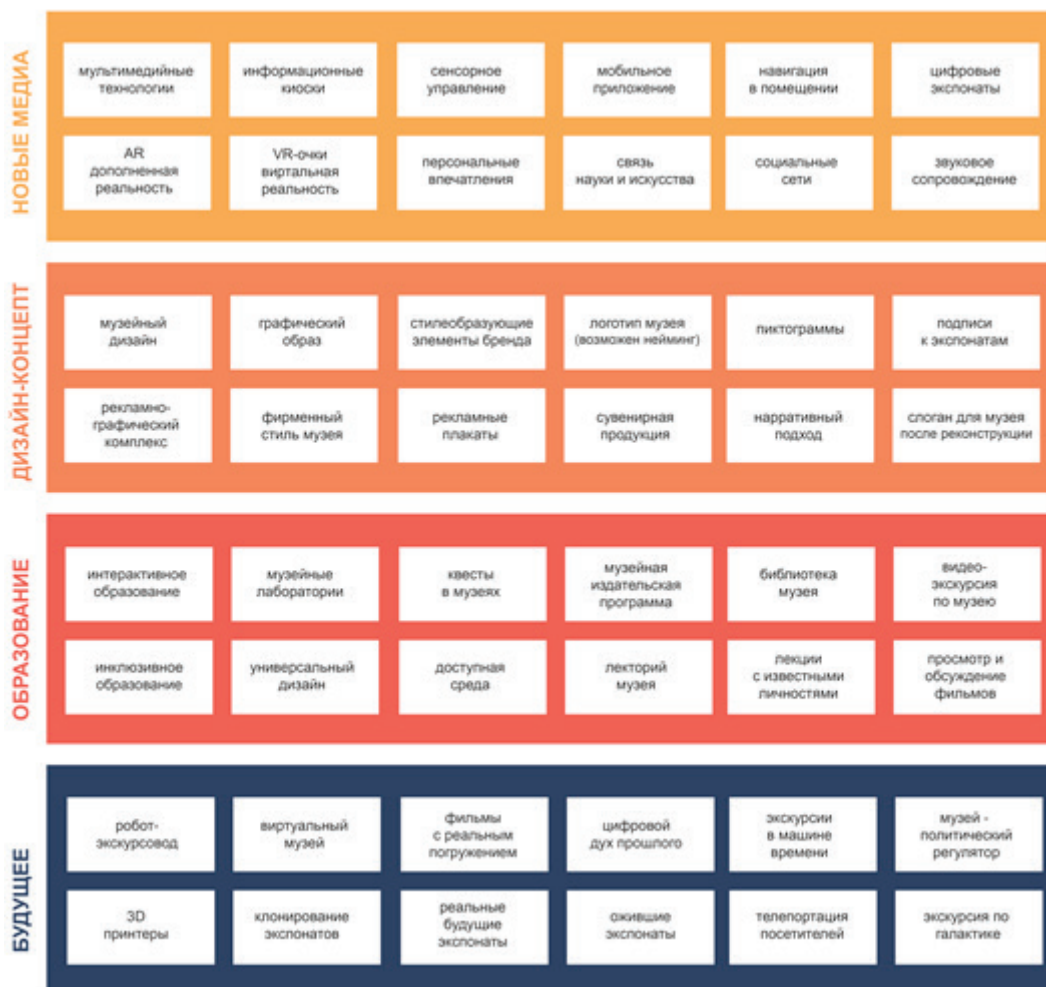 НОВЫЕ МЕДИА
мультимедийные
технологии
информационные
киоски
сенсорное
управление
мобильное
приложение
навигация
в помещении
цифровые
экспонаты
AR
дополненная
реальность
VR-очки
виртальная
реальность
персональные
впечатления
связь
науки и искусства
социальные
сети
звуковое
сопровождение
ДИЗАЙН-КОНЦЕПТ
музейный
дизайн
графический
образ
стилеобразующие
элементы бренда
логотип музея
(возможен нейминг)
пиктограммы
подписи
к экспонатам
рекламно-
графический
комплекс
фирменный
стиль музея
рекламные
плакаты
сувенирная
продукция
нарративный
подход
слоган для музея
после реконструкции
ОБРАЗОВАНИЕ
интерактивное
образование
музейные
лаборатории
квесты
в музеях
музейная
издательская
программа
библиотека
музея
видео-
экскурсия
по музею
инклюзивное
образование
универсальный
дизайн
доступная
среда
лекторий
музея
лекции
с известными
личностями
просмотр и
обсуждение
фильмов
БУДУЩЕЕ
робот-
экскурсовод
виртуальный
музей
фильмы
с реальным
погружением
цифровой
дух прошлого
экскурсии
в машине
времени
музей -
политический
регулятор
3D
принтеры
клонирование
экспонатов
реальные
будущие
экспонаты
ожившие
экспонаты
телепортация
посетителей
экскурсия по
галактике